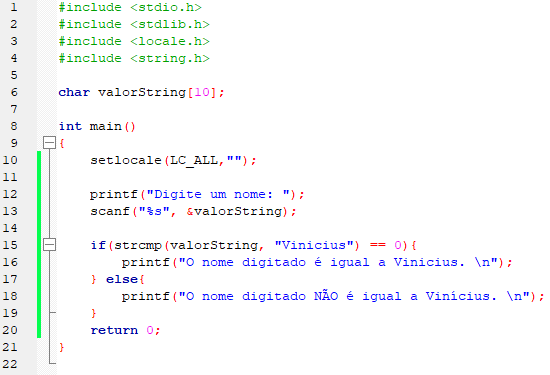 1 #include <stdio.h>
2 #include <stdlib.h>
3 #include <locale.h>
4 #include <string.h>
5
6 char valorString[10];
7
8 int main()
9 {
10 setlocale(LC_ALL,"");
11
12 printf("Digite um nome: ");
13 scanf("%s", &valorString);
14
15 if(strcmp(valorString, "Vinicius") == 0){
16 printf("O nome digitado é igual a Vinicius. \n");
17 } else{
18 printf("O nome digitado NÃO é igual a Vinícius. \n");
19 }
20 return 0;
21 }
22